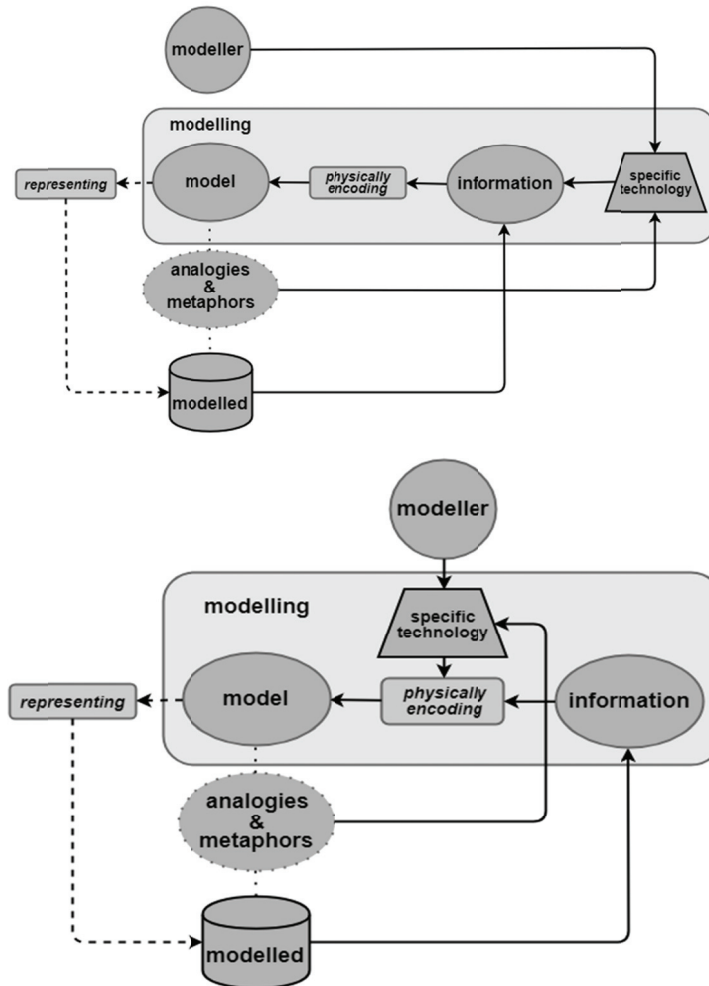 modeller
modelling
representing
model
physically
encoding
information
specific
technology
analogies
&
metaphors
modelled
modeller
modelling
specific
technology
representing
model
physically
encoding
information
analogies
&
metaphors
modelled